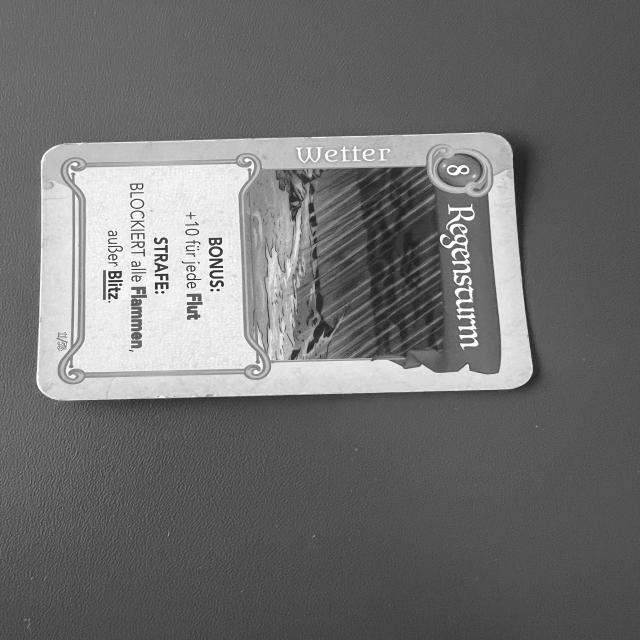 8
Regensturm
Wetter
BONUS:
+10 für jede Flut
STRAFE:
BLOCKIERT alle Flammen,
außer Blitz.